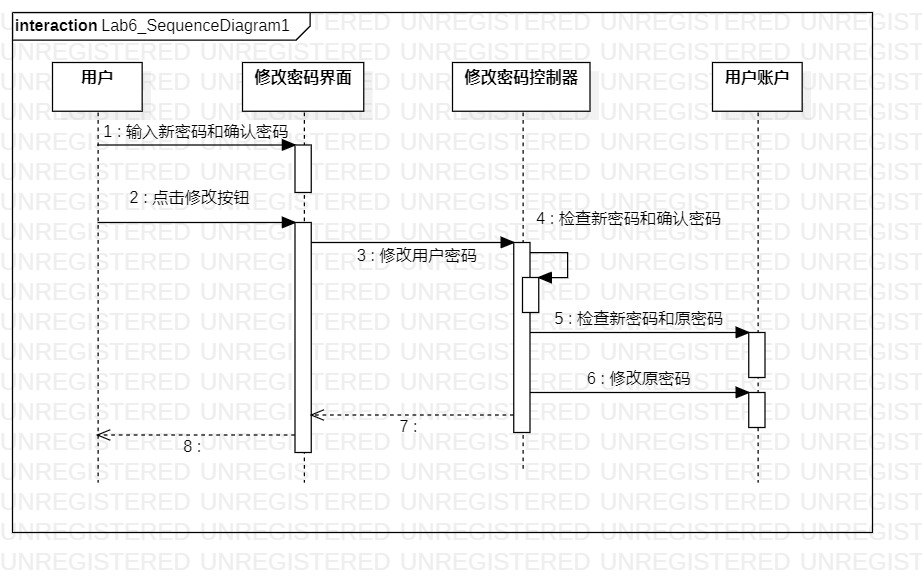 interaction Lab6_SequenceDiagram1
用户
修改密码界面
修改密码控制器
用户账户
1 : 输入新密码和确认密码
2 : 点击修改按钮
4 : 检查新密码和确认密码
3 : 修改用户密码
5 : 检查新密码和原密码
6 : 修改原密码
7 :
8 :
UNREGISTERED